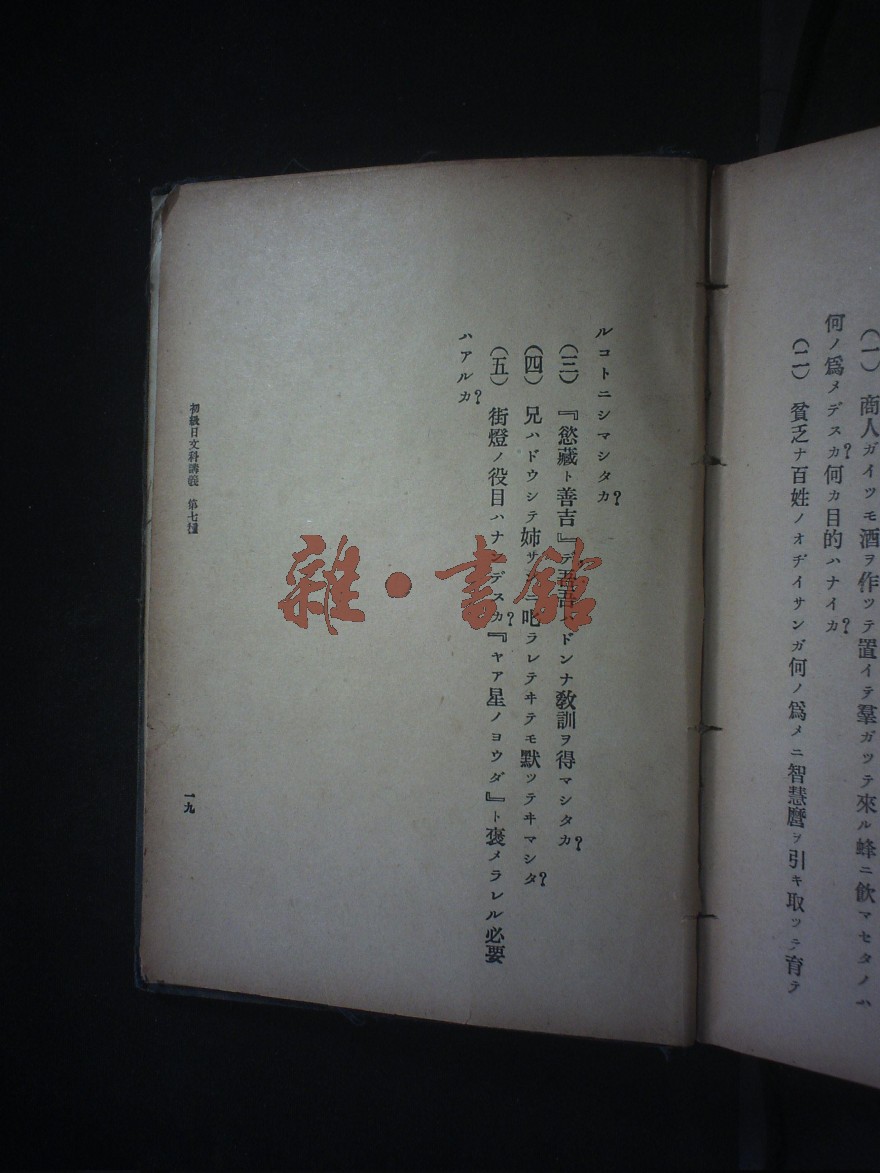 (一) 商人ガイツモ酒ヲ作ツテ置イテ羣ガツテ來ル蜂ニ飲マセタノハ
何ノ爲メデスカ?何カ目的ハナイカ?
(二) 貧乏ナ百姓ノオヂイサンガ何ノ爲メニ智慧麿ヲ引キ取ツテ育テ
ルコトニシマシタカ?
(三) 『慾藏ト善吉』デ吾吾ハドンナ敎訓ヲ得マシタカ?
(四) 兄ハドウシテ姉サンニ叱ラレテヰテモ默ツテヰマシタ?
(五) 街燈ノ役目ハナンデスカ?『ヤア星ノヨウダ』ト褒メラレル必要
ハアルカ?
初級日文科講義 第七種
一九
雜・書館